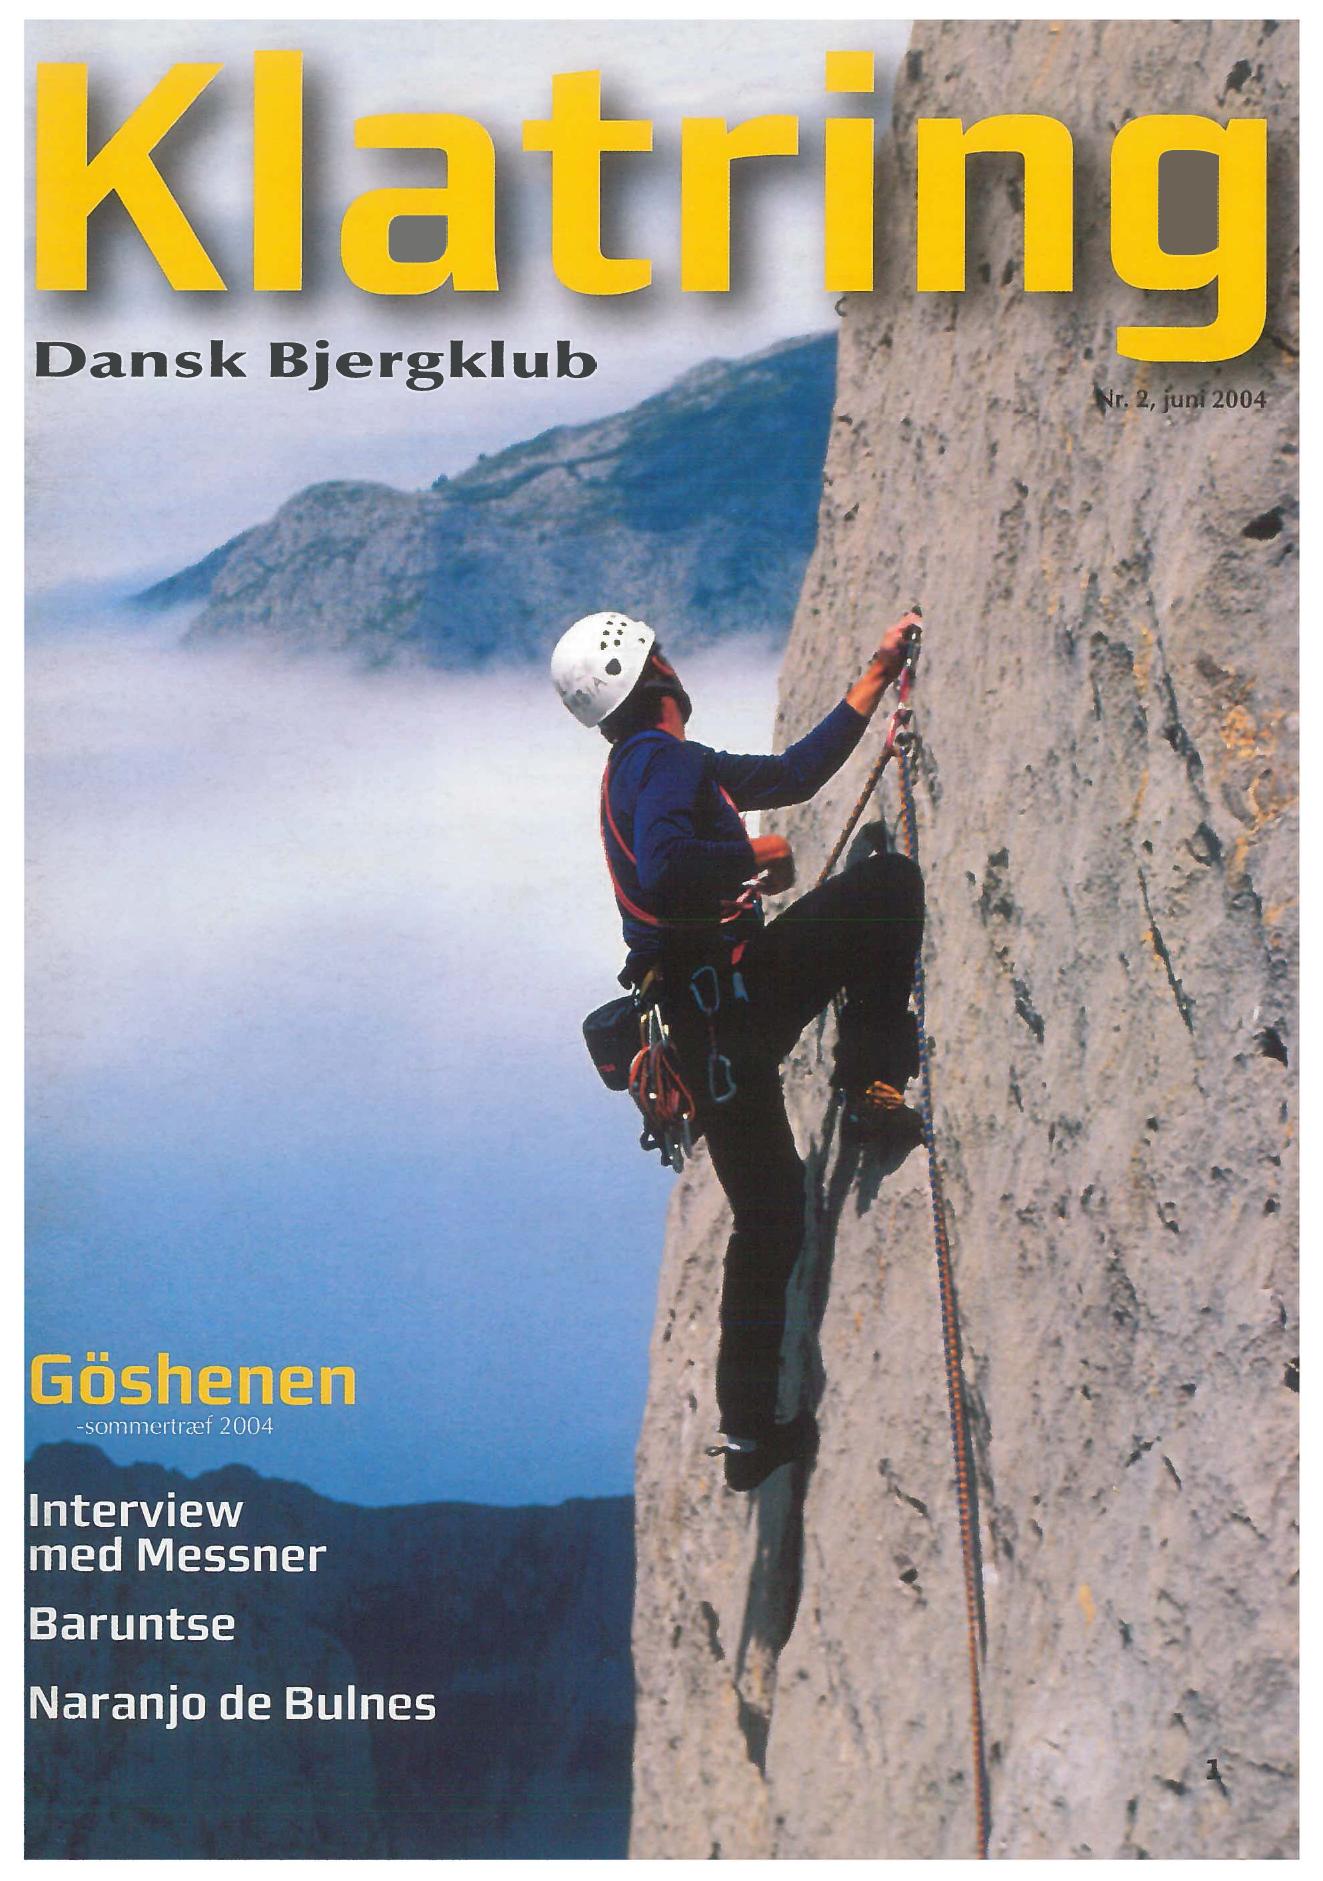 Klatring
Dansk Bjergklub
Nr. 2, juni 2004
Göshenen
-sommertræf 2004
Interview
med Messner
Baruntse
Naranjo de Bulnes
1